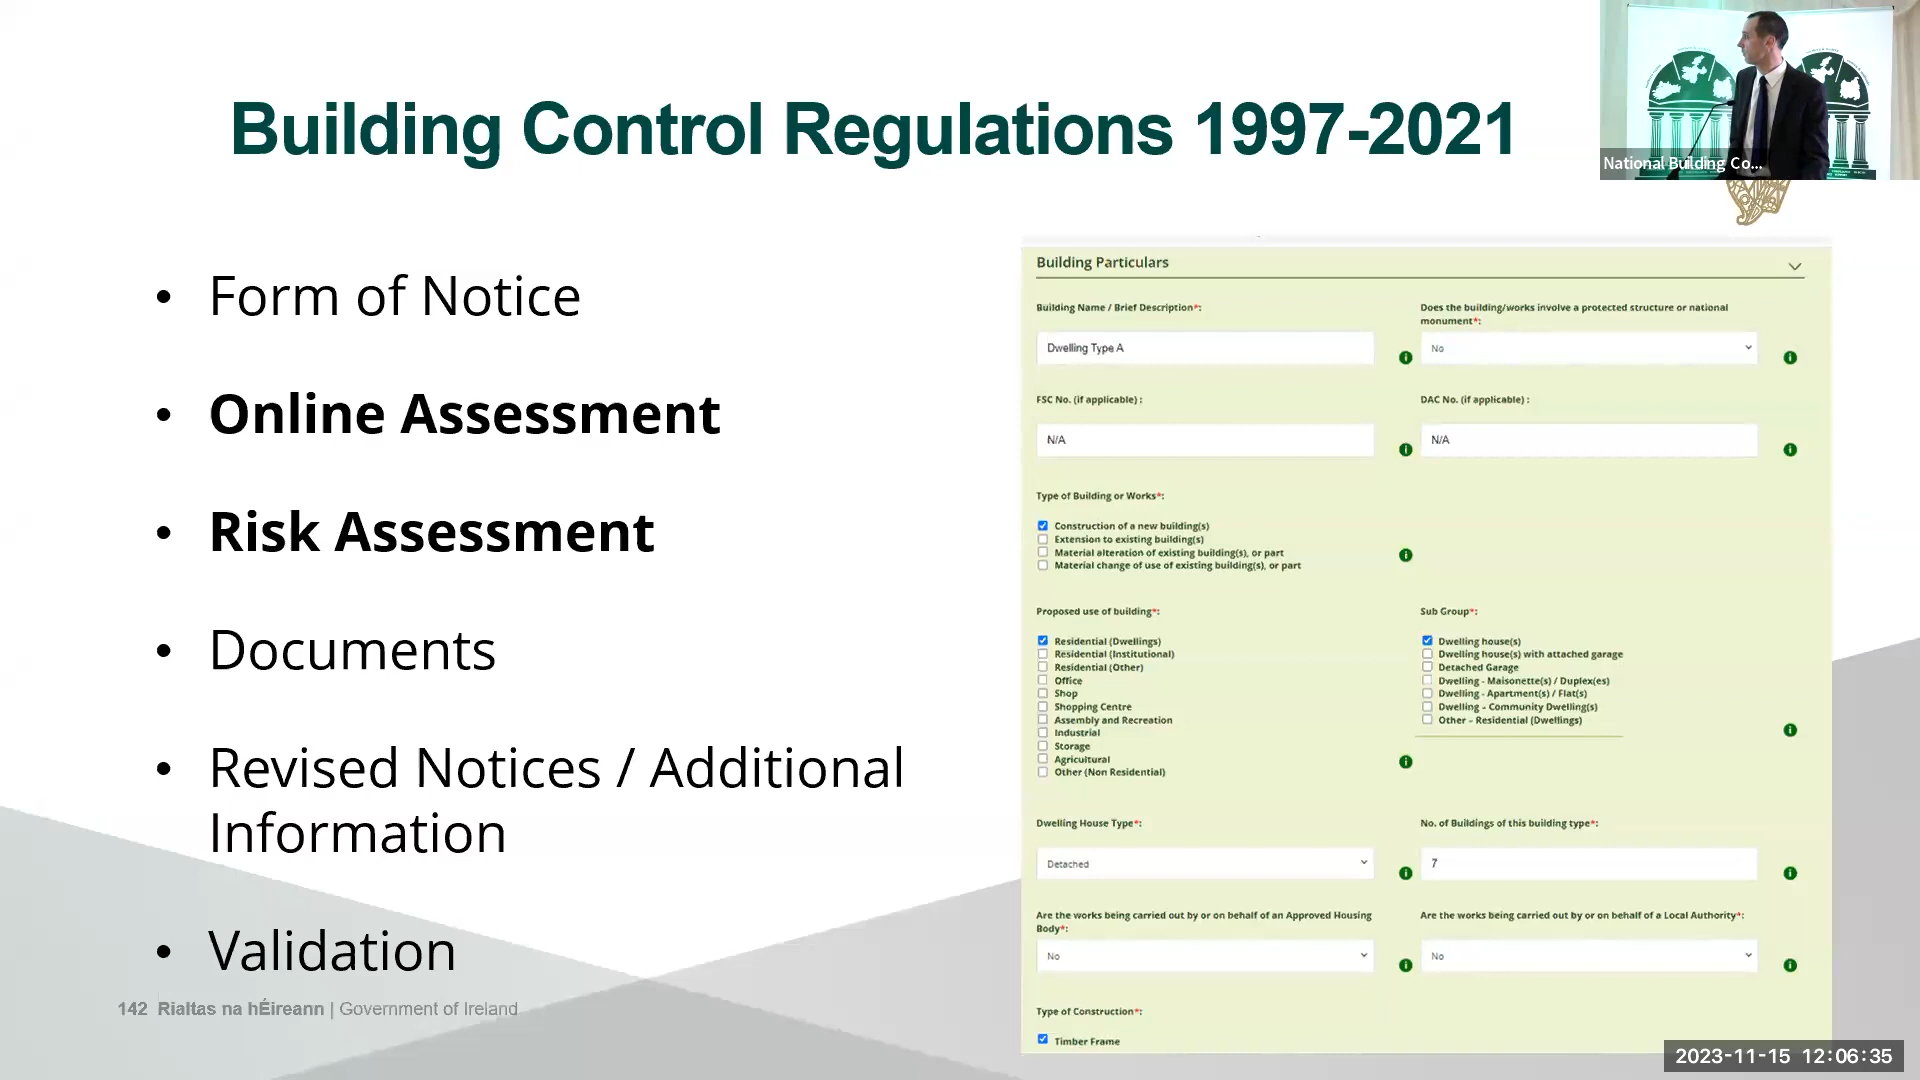 Building Control Regulations 1997-2021
National Building Co...
• Form of Notice
• Online Assessment
• Risk Assessment
• Documents
• Revised Notices / Additional
Information
• Validation
142 Rialtas na hÉireann | Government of Ireland
Building Particulars
Building Name / Brief Description*:
Dwelling Type A
Does the building/works involve a protected structure or national
monument*:
No
FSC No. (if applicable) :
N/A
DAC No. (if applicable) :
N/A
Type of Building or Works*:
Construction of a new building(s)
Extension to existing building(s)
Material alteration of existing building(s), or part
Material change of use of existing building(s), or part
Proposed use of building*:
Residential (Dwellings)
Residential (Institutional)
Residential (Other)
Office
Shop
Shopping Centre
Assembly and Recreation
Industrial
Storage
Agricultural
Other (Non Residential)
Sub Group*:
Dwelling house(s)
Dwelling house(s) with attached garage
Detached Garage
Dwelling - Maisonette(s) / Duplex(es)
Dwelling - Apartment(s) / Flat(s)
Dwelling - Community Dwelling(s)
Other - Residential (Dwellings)
Dwelling House Type*:
Detached
No. of Buildings of this building type*:
7
Are the works being carried out by or on behalf of an Approved Housing
Body*:
No
Are the works being carried out by or on behalf of a Local Authority*:
No
Type of Construction*:
Timber Frame
2023-11-15 12:06:35